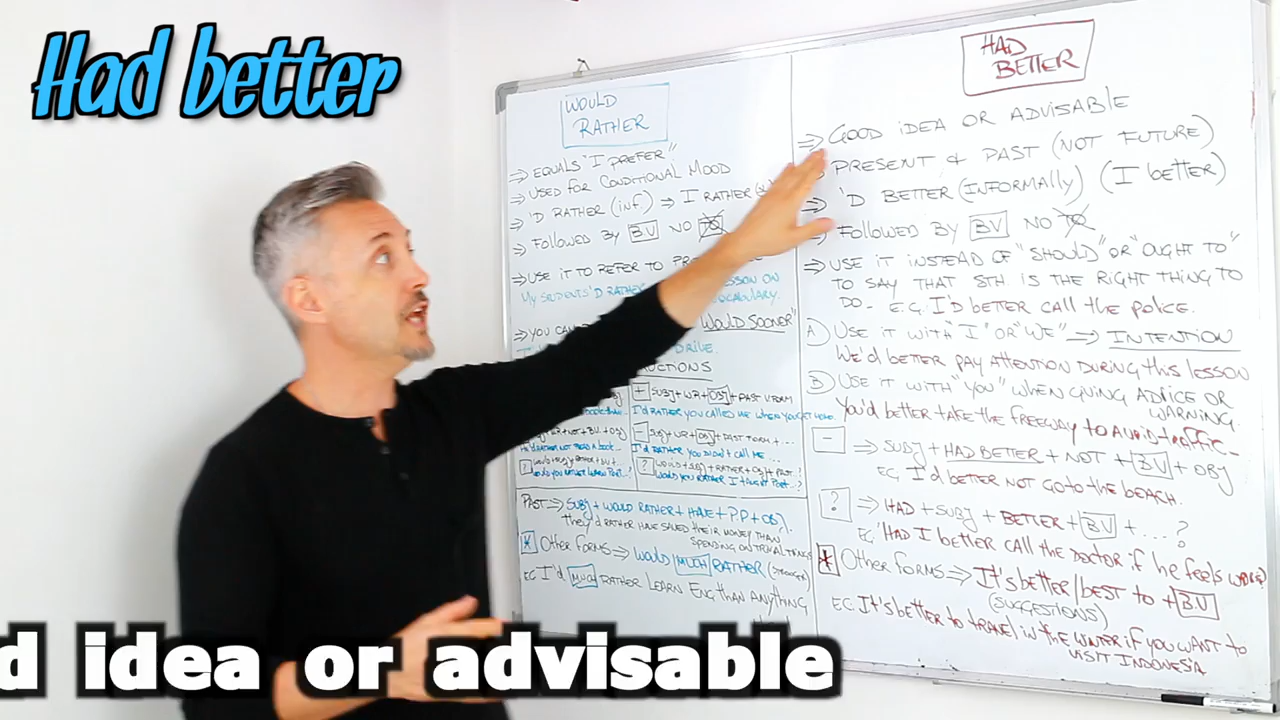 Had better
WOULD
RATHER
⇒ EQUALS "I PREFER"
⇒ USED FOR CONDITIONAL MOOD
⇒ 'D RATHER (INF) ⇒ I RATHER
⇒ FOLLOWED BY BV NO TO
⇒ USE IT TO REFER TO
MY STUDENTS'D RATHER LESSON ON
VOCABULARY.
⇒ YOU CAN "WOULD SOONER"
DRIVE.
+ SUBJ + WR + OBJ + PAST V. FORM
I'D RATHER YOU CALLED ME WHEN YOU GET HOME.
- SUBJ + WR + OBJ + PAST FORM + ...
I'D RATHER YOU DIDN'T CALL ME ...
? WOULD + SUBJ + RATHER + OBJ + PAST...?
WOULD YOU RATHER I TAUGHT POET...?
PAST ⇒ SUBJ + WOULD RATHER + HAVE + P.P + OBJ.
THEY'D RATHER HAVE SAVED THEIR MONEY THAN
SPENDING ON TRIVIAL THINGS
* OTHER FORMS ⇒ WOULD MUCH RATHER (STRONGER)
EG I'D MUCH RATHER LEARN ENG THAN ANYTHING
HAD
BETTER
⇒ GOOD IDEA OR ADVISABLE
PRESENT & PAST (NOT FUTURE)
⇒ 'D BETTER (INFORMALLY) (I better)
⇒ FOLLOWED BY BV NO TO
⇒ USE IT INSTEAD OF "SHOULD" OR "OUGHT TO"
TO SAY THAT STH. IS THE RIGHT THING TO
DO. E.G. I'D better CALL the POLICE.
A) USE IT WITH "I" OR "WE" ⇒ INTENTION
WE'D better PAY ATTENTION DURING this LESSON
B) USE IT WITH "YOU" WHEN GIVING ADVICE OR
WARNING.
YOU'D better TAKE the FREEWAY to AVOID traffic.
- ⇒ SUBJ + HAD BETTER + NOT + BV + OBJ
EG. I'D better NOT GO to the BEACH.
? ⇒ HAD + SUBJ + BETTER + BV + ...?
EG. HAD I better CALL the DOCTOR if he feels WORSE?
* OTHER FORMS ⇒ It's better/best to + BV
(SUGGESTIONS)
EG. It's better to TRAVEL in the WINTER if YOU WANT to
VISIT INDONESIA.
d idea or advisable